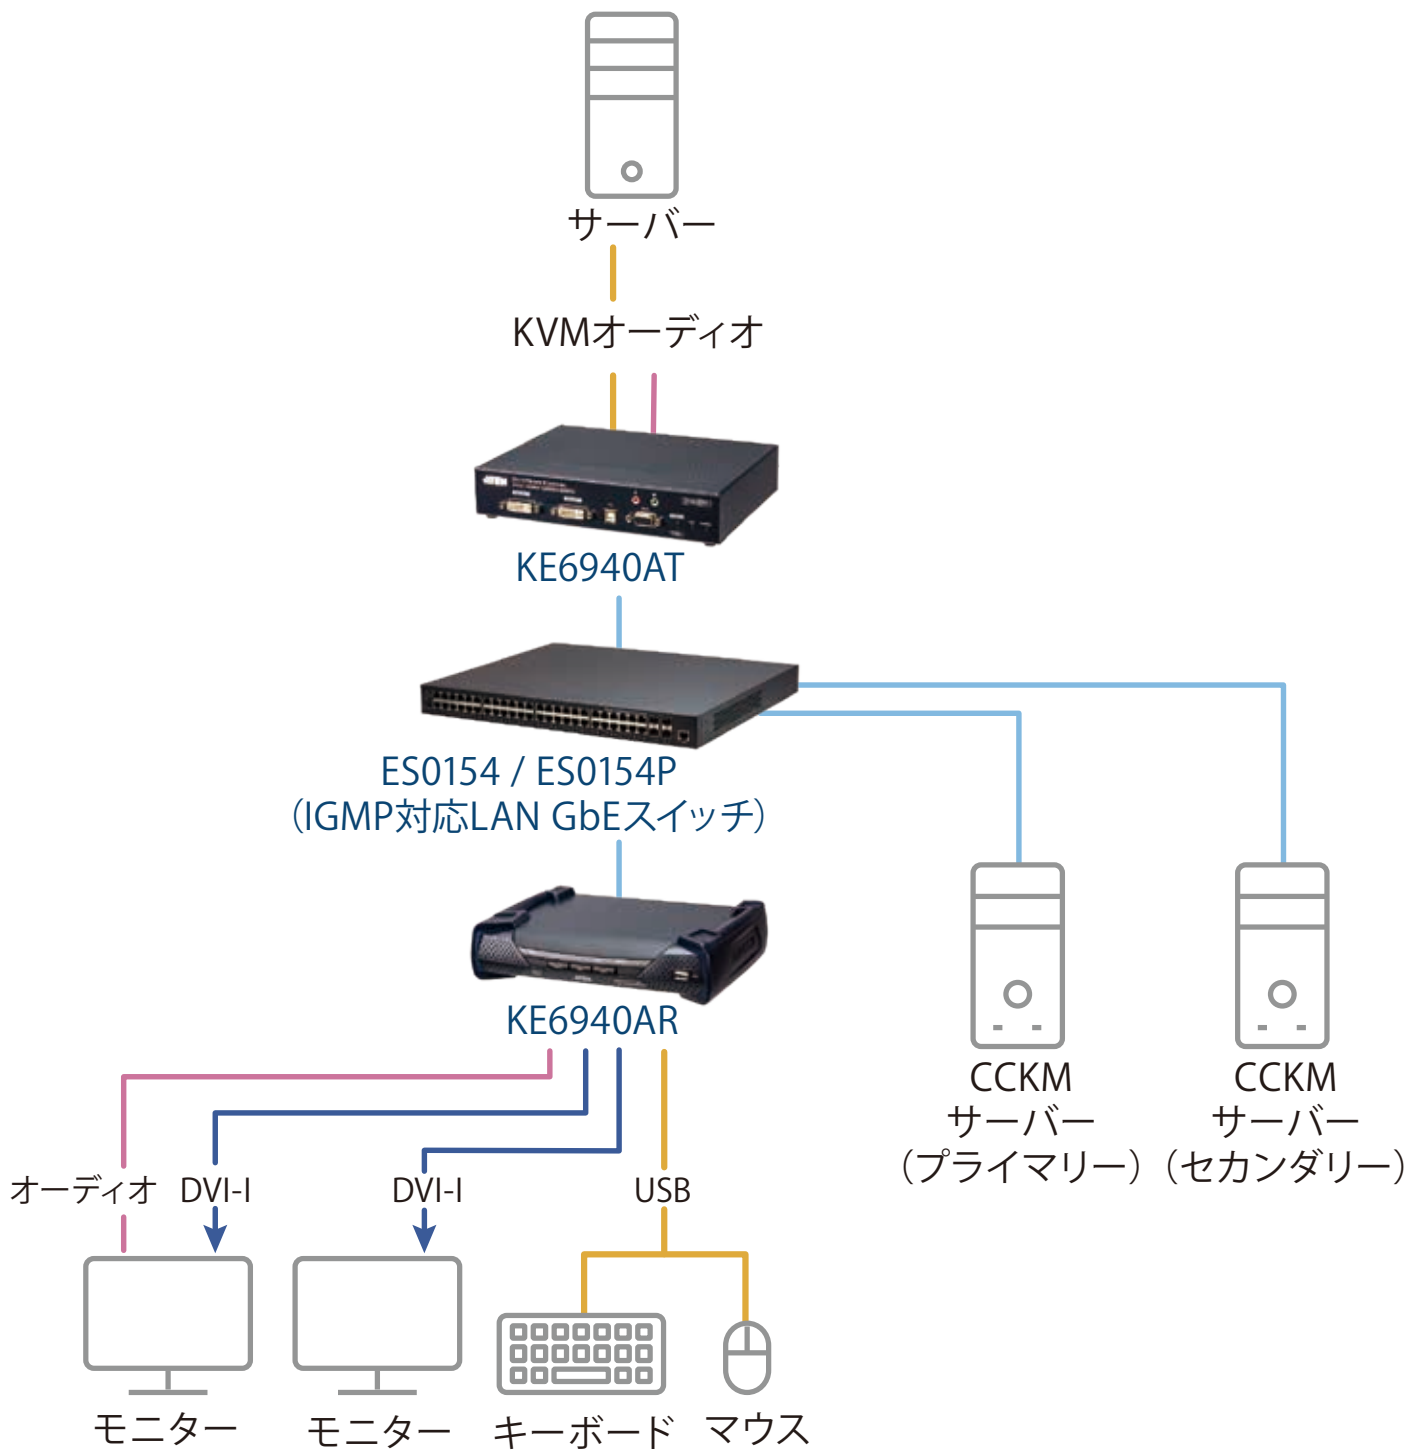 サーバー
KVMオーディオ
ATEN
KE6940AT
ES0154 / ES0154P
（IGMP対応LAN GbEスイッチ）
KE6940AR
CCKM
サーバー
（プライマリー）
CCKM
サーバー
（セカンダリー）
オーディオ
DVI-I
DVI-I
USB
モニター
モニター
キーボード
マウス